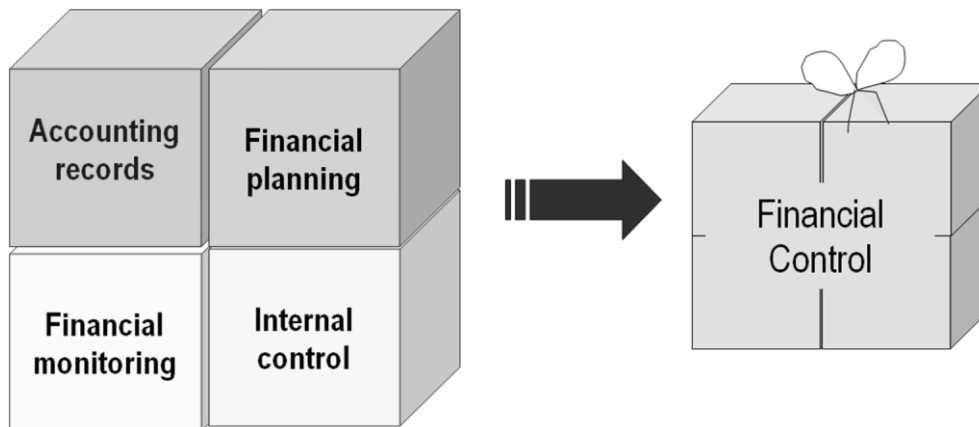 Accounting
records
Financial
planning
Financial
monitoring
Internal
control
Financial
Control